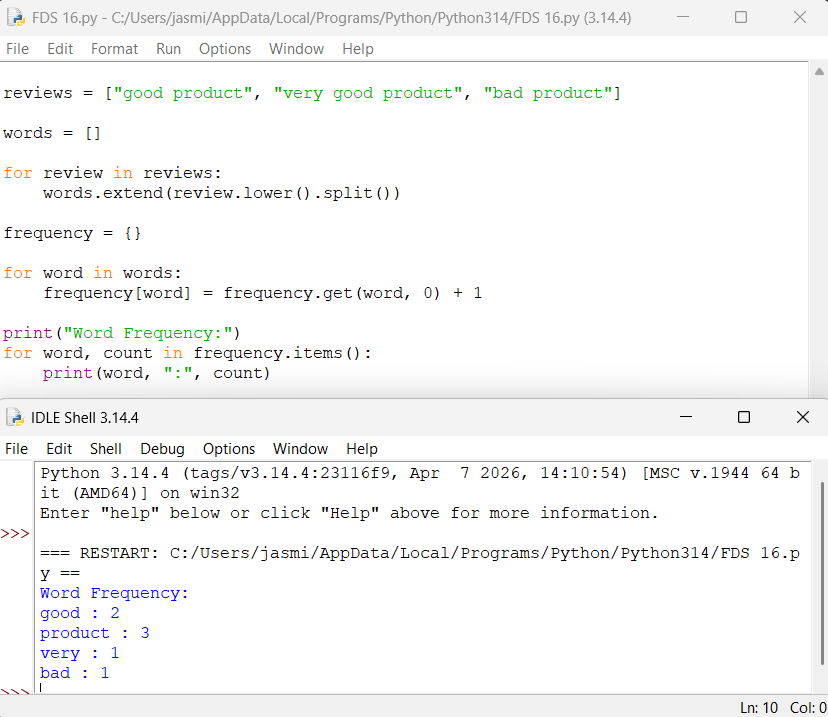 FDS 16.py - C:/Users/jasmi/AppData/Local/Programs/Python/Python314/FDS 16.py (3.14.4)
File Edit Format Run Options Window Help
reviews = ["good product", "very good product", "bad product"]
words = []
for review in reviews:
    words.extend(review.lower().split())
frequency = {}
for word in words:
    frequency[word] = frequency.get(word, 0) + 1
print("Word Frequency:")
for word, count in frequency.items():
    print(word, ":", count)
IDLE Shell 3.14.4
File Edit Shell Debug Options Window Help
Python 3.14.4 (tags/v3.14.4:23116f9, Apr  7 2026, 14:10:54) [MSC v.1944 64 b
it (AMD64)] on win32
Enter "help" below or click "Help" above for more information.
>>>
=== RESTART: C:/Users/jasmi/AppData/Local/Programs/Python/Python314/FDS 16.p
y ==
Word Frequency:
good : 2
product : 3
very : 1
bad : 1
>>>
Ln: 10 Col: 0